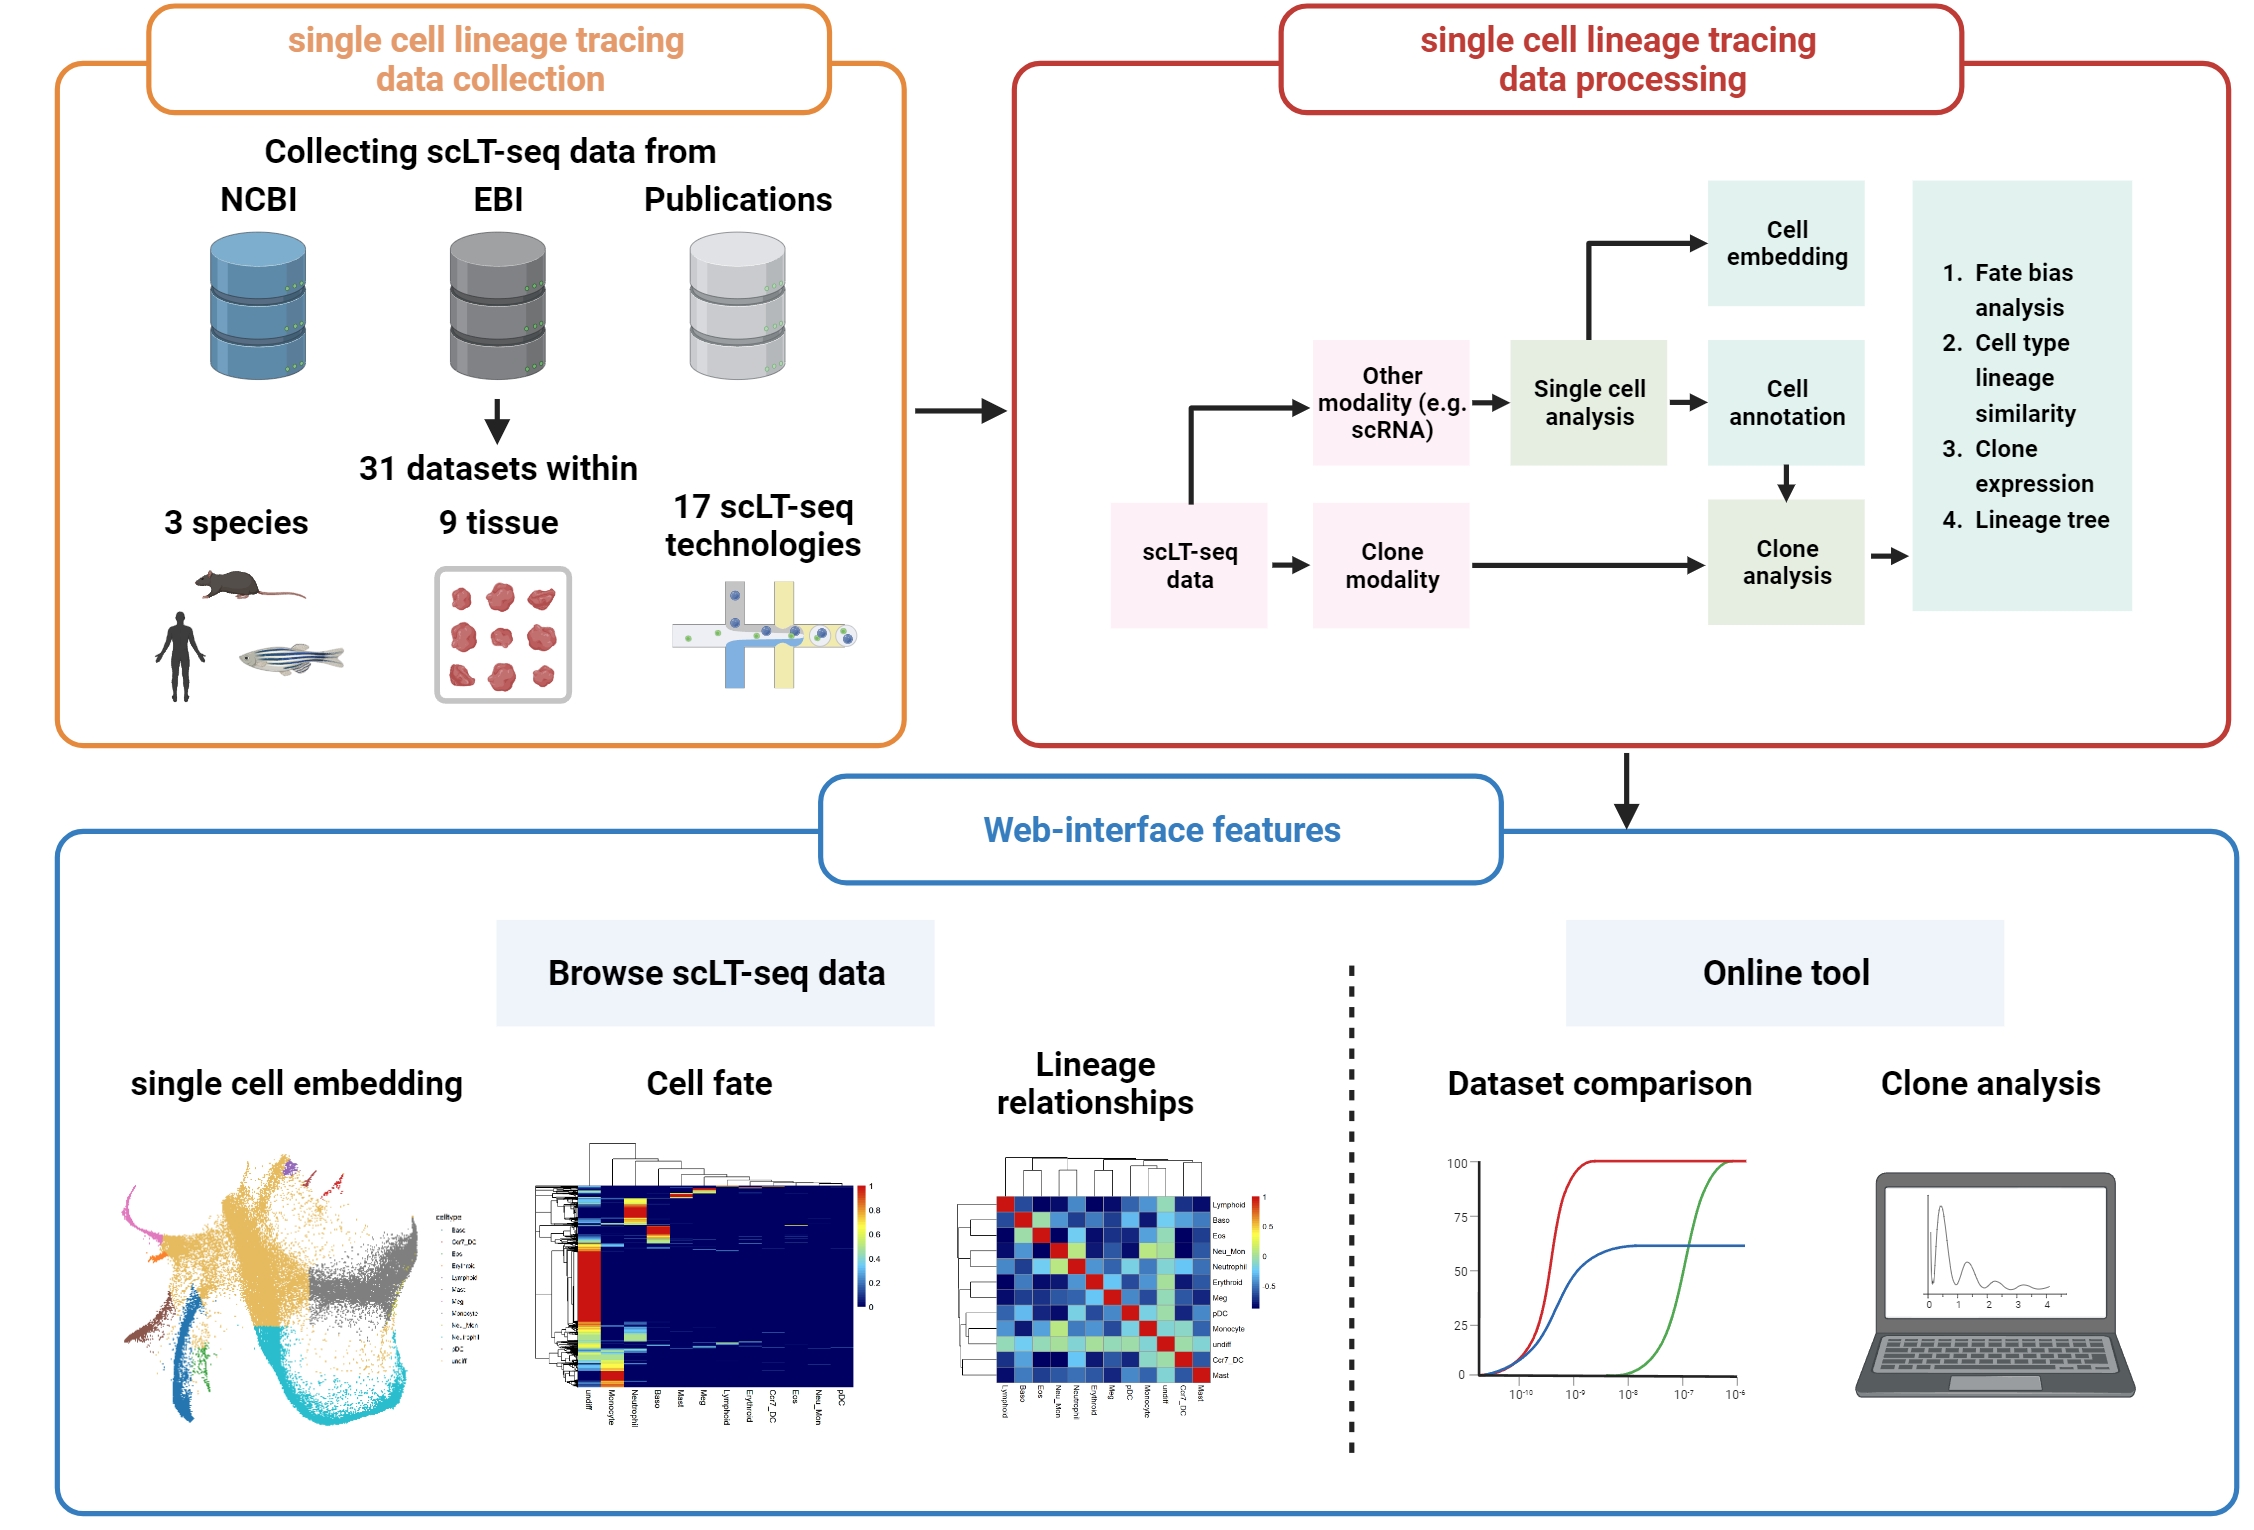 single cell lineage tracing
data collection
Collecting scLT-seq data from
NCBI
EBI
Publications
31 datasets within
3 species
9 tissue
17 scLT-seq
technologies
single cell lineage tracing
data processing
scLT-seq
data
Other
modality (e.g.
scRNA)
Clone
modality
Single cell
analysis
Cell
embedding
Cell
annotation
Clone
analysis
1. Fate bias
analysis
2. Cell type
lineage
similarity
3. Clone
expression
4. Lineage tree
Web-interface features
Browse scLT-seq data
single cell embedding
celltype
Baso
Ccr7_DC
Eos
Erythroid
Lymphoid
Mast
Meg
Monocyte
Neu_Mon
Neutrophil
pDC
undiff
Cell fate
1
0.8
0.6
0.4
0.2
0
undiff
Monocyte
Neutrophil
Baso
Mast
Meg
Lymphoid
Erythroid
Ccr7_DC
Eos
Neu_Mon
pDC
Lineage
relationships
Lymphoid
Baso
Eos
Neu_Mon
Neutrophil
Erythroid
Meg
pDC
Monocyte
undiff
Ccr7_DC
Mast
1
0.5
0
-0.5
Lymphoid
Baso
Eos
Neu_Mon
Neutrophil
Erythroid
Meg
pDC
Monocyte
undiff
Ccr7_DC
Mast
Online tool
Dataset comparison
100
75
50
25
0
10-10
10-9
10-8
10-7
10-6
Clone analysis
0 1 2 3 4